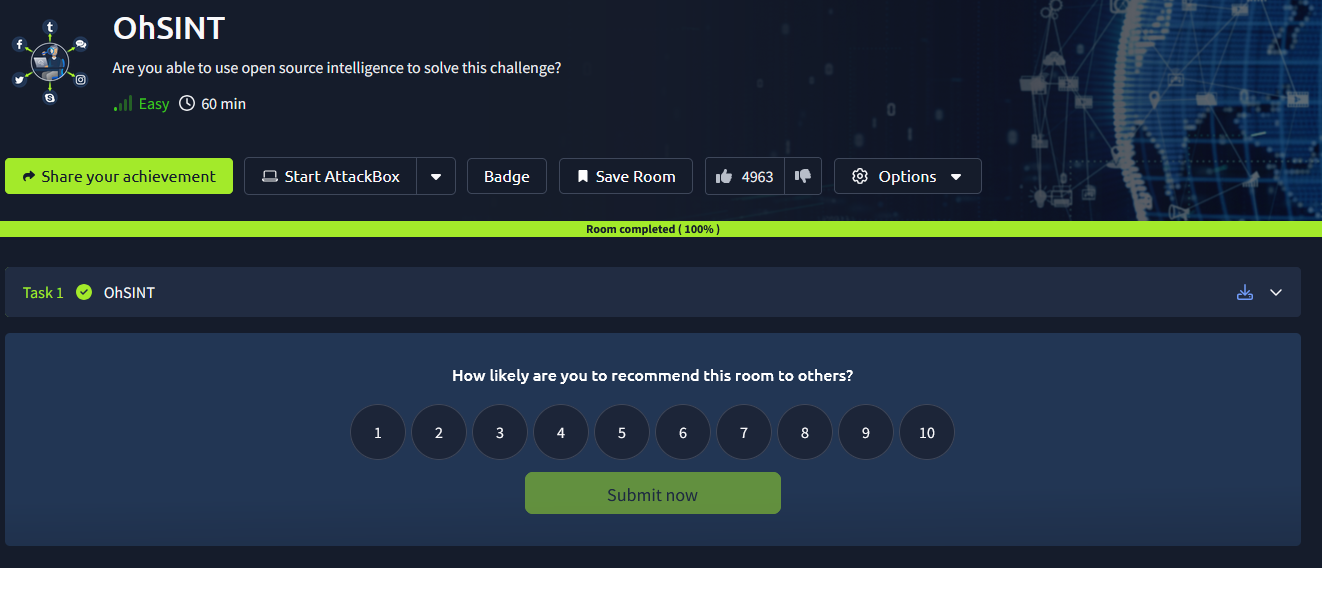 OhSINT
Are you able to use open source intelligence to solve this challenge?
Easy 60 min
Share your achievement Start AttackBox Badge Save Room 4963 Options
Room completed ( 100% )
Task 1 OhSINT
How likely are you to recommend this room to others?
1 2 3 4 5 6 7 8 9 10
Submit now